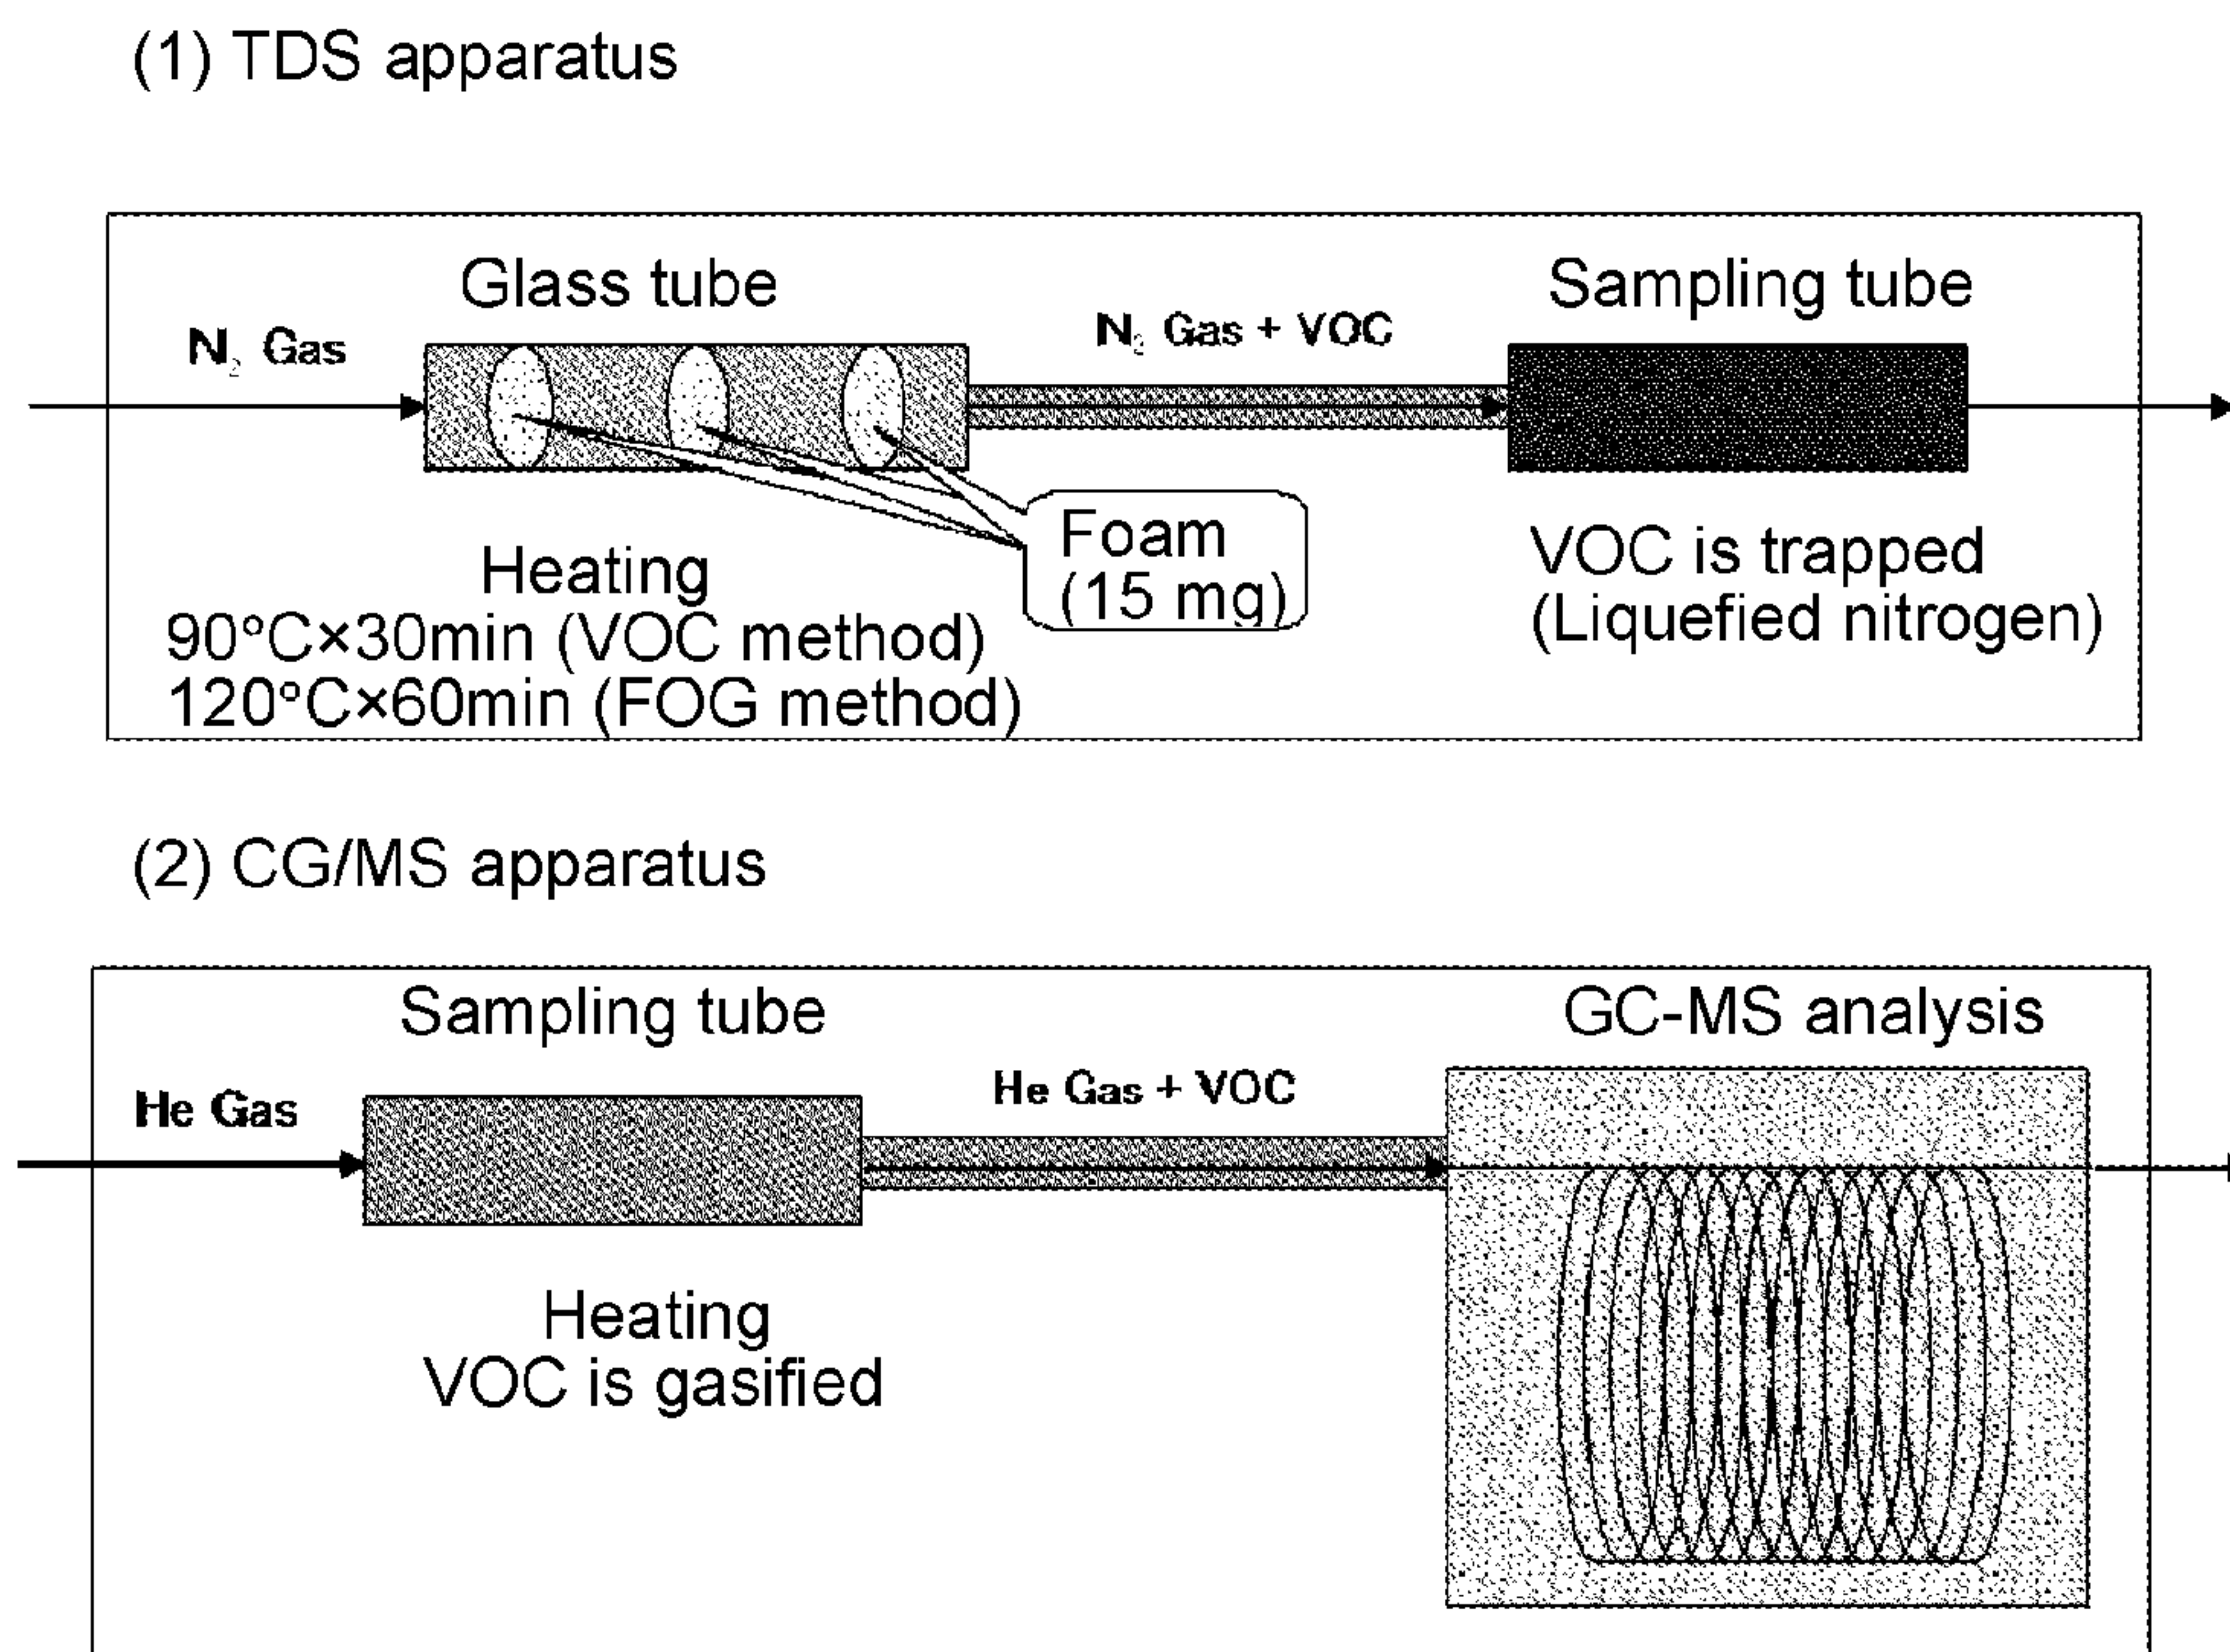 (1) TDS apparatus
Glass tube
Sampling tube
N₂ Gas
N₂ Gas + VOC
Foam
(15 mg)
Heating
90°C×30min (VOC method)
120°C×60min (FOG method)
VOC is trapped
(Liquefied nitrogen)
(2) CG/MS apparatus
Sampling tube
GC-MS analysis
He Gas
He Gas + VOC
Heating
VOC is gasified